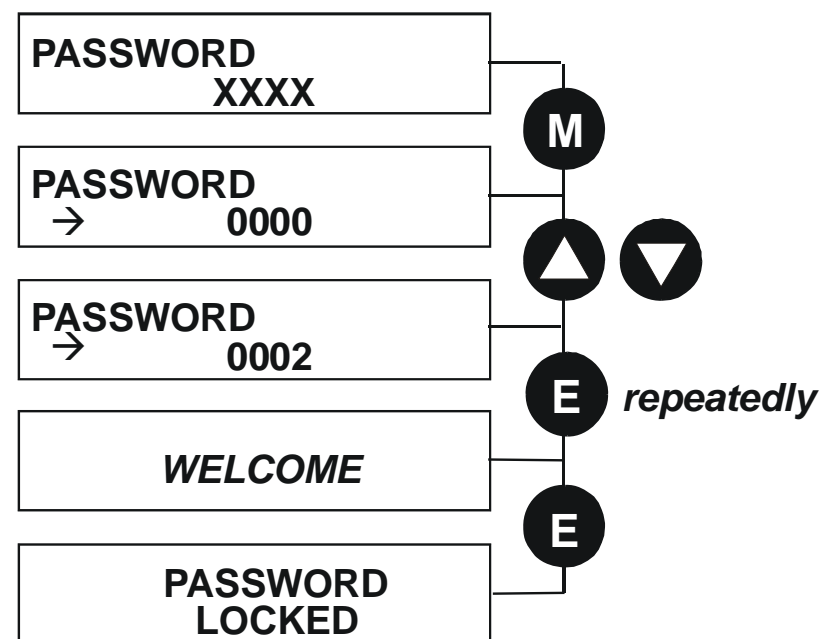 PASSWORD
XXXX
M
PASSWORD
→ 0000
PASSWORD
→ 0002
E repeatedly
WELCOME
E
PASSWORD
LOCKED